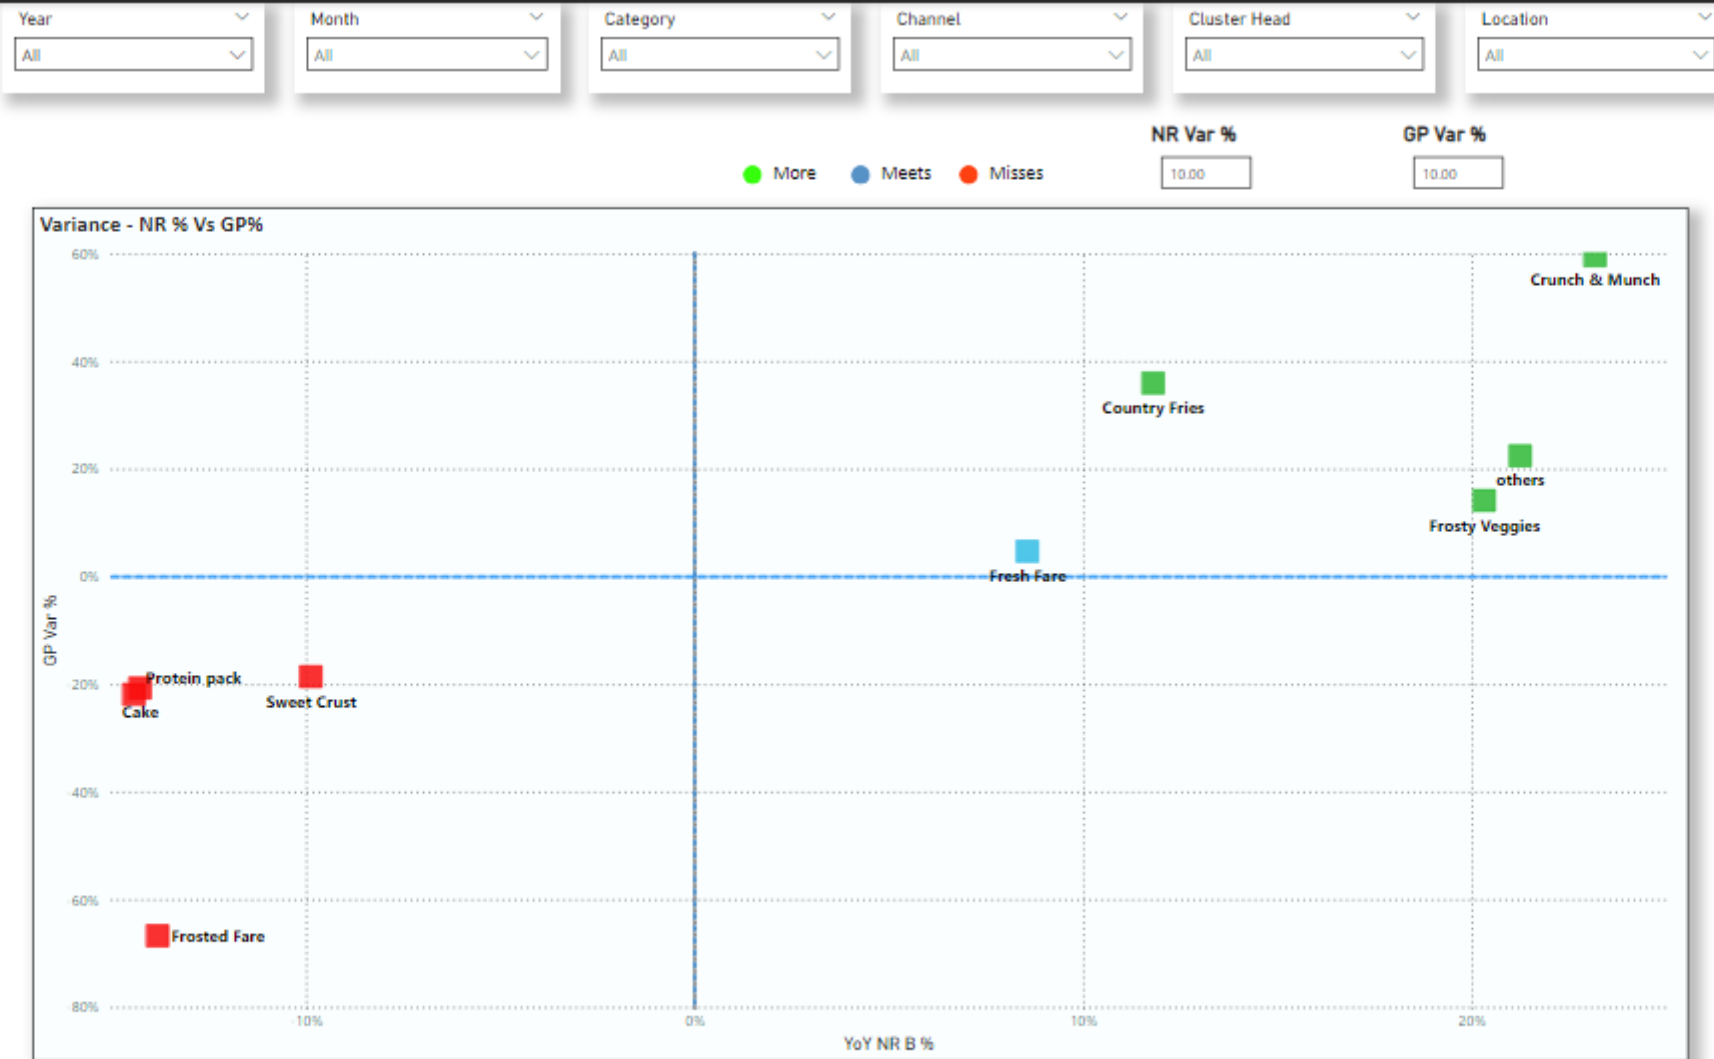 Year Month Category Channel Cluster Head Location
All All All All All All
NR Var % GP Var %
More Meets Misses 10.00 10.00
Variance - NR % Vs GP%
60%
Crunch & Munch
40%
Country Fries
20%
others
Frosty Veggies
0%
Fresh Fare
GP Var %
Protein pack
-20%
Sweet Crust
Cake
-40%
-60%
Frosted Fare
-80%
-10% 0% 10% 20%
YoY NR B %